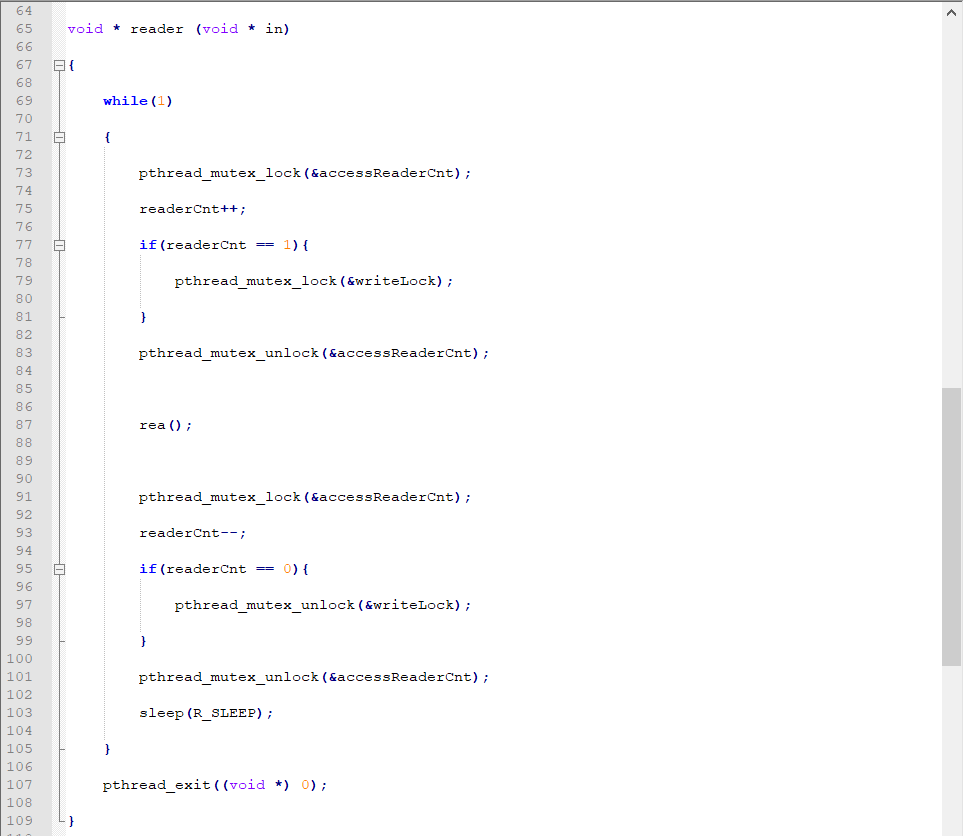 64
65 void * reader (void * in)
66
67 {
68
69 while(1)
70
71 {
72
73 pthread_mutex_lock(&accessReaderCnt);
74
75 readerCnt++;
76
77 if(readerCnt == 1){
78
79 pthread_mutex_lock(&writeLock);
80
81 }
82
83 pthread_mutex_unlock(&accessReaderCnt);
84
85
86
87 rea();
88
89
90
91 pthread_mutex_lock(&accessReaderCnt);
92
93 readerCnt--;
94
95 if(readerCnt == 0){
96
97 pthread_mutex_unlock(&writeLock);
98
99 }
100
101 pthread_mutex_unlock(&accessReaderCnt);
102
103 sleep(R_SLEEP);
104
105 }
106
107 pthread_exit((void *) 0);
108
109 }